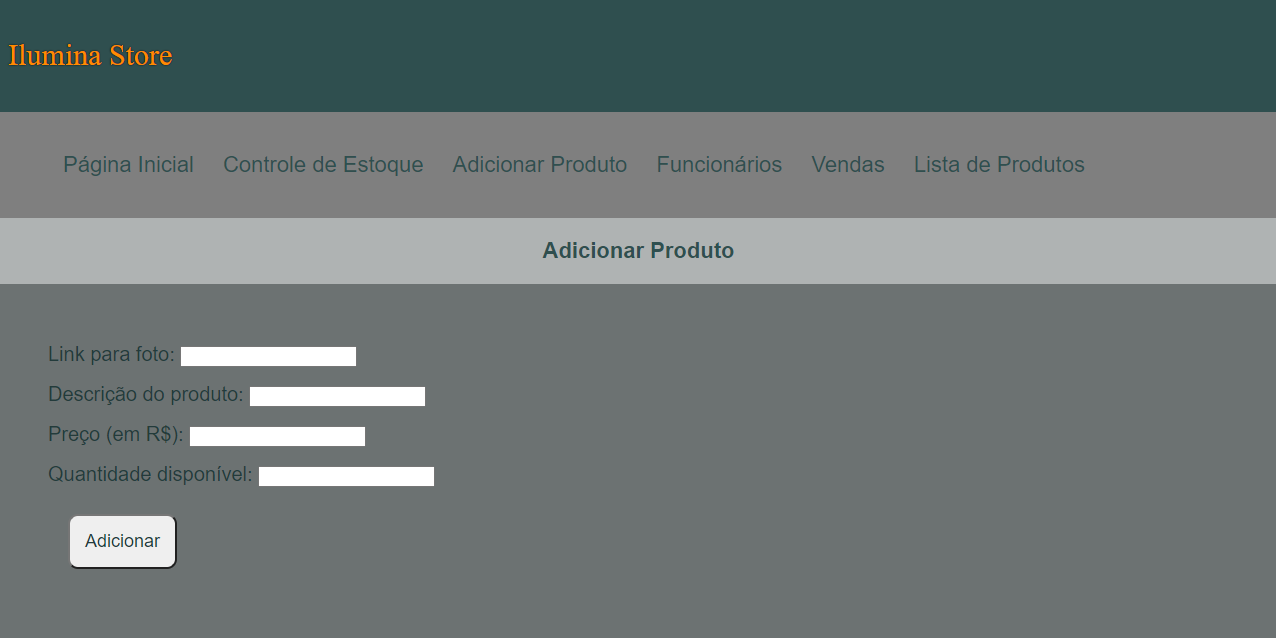 Ilumina Store
Página Inicial Controle de Estoque Adicionar Produto Funcionários Vendas Lista de Produtos
Adicionar Produto
Link para foto:
Descrição do produto:
Preço (em R$):
Quantidade disponível:
Adicionar